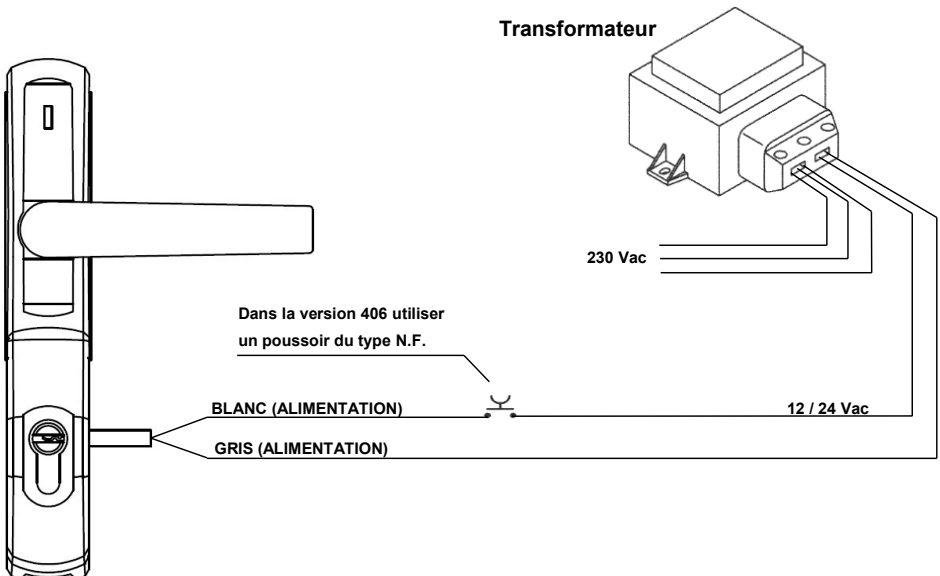 Transformateur
230 Vac
Dans la version 406 utiliser
un poussoir du type N.F.
BLANC (ALIMENTATION)
12 / 24 Vac
GRIS (ALIMENTATION)